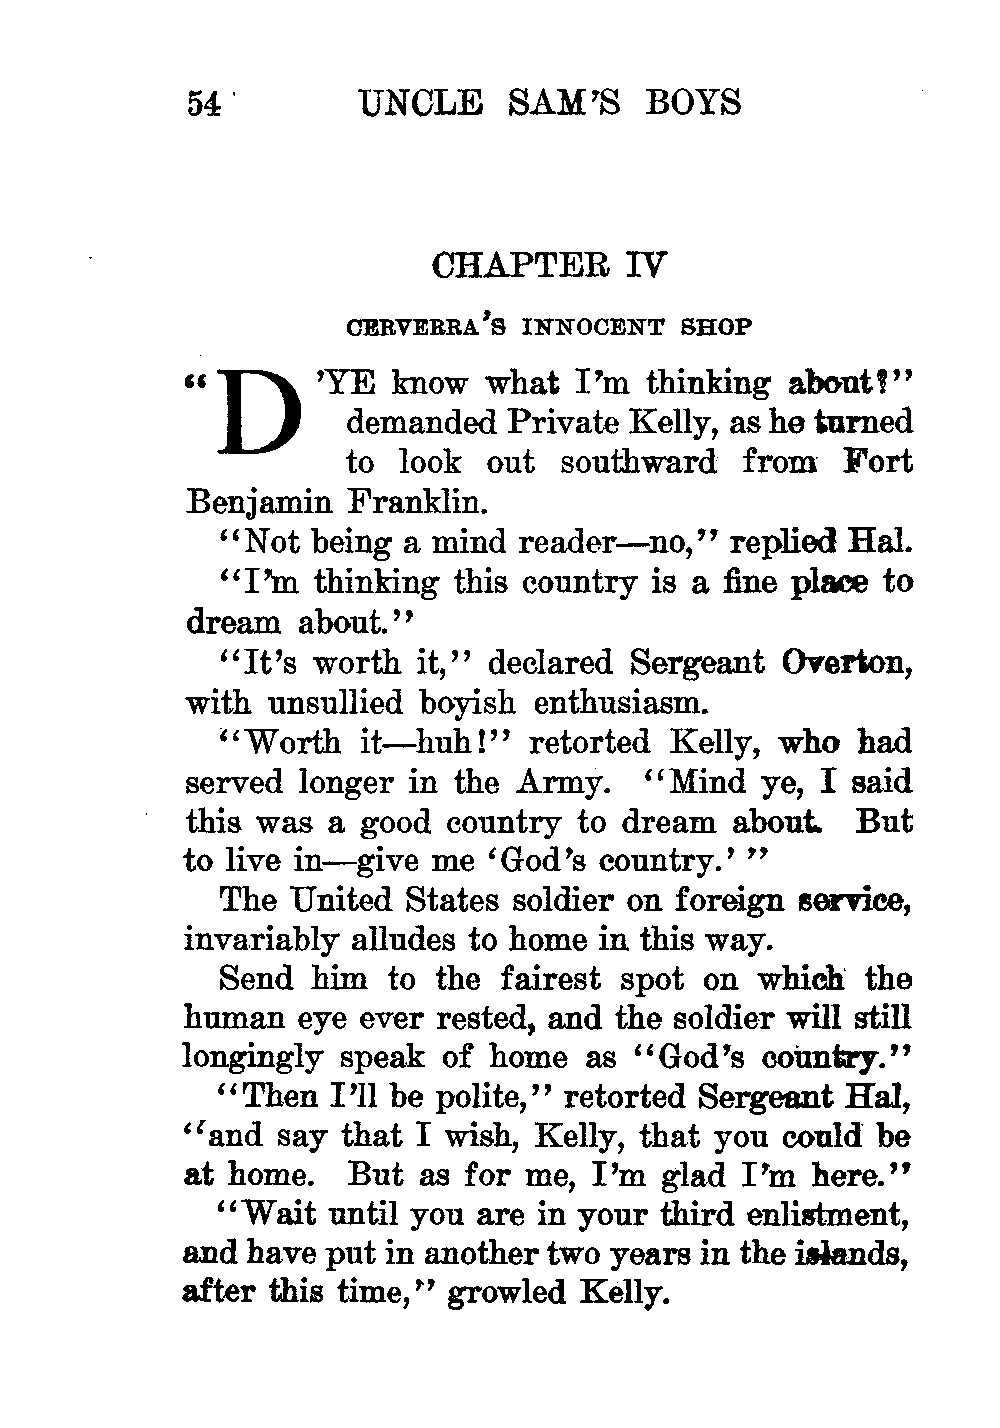 54 UNCLE SAM'S BOYS
CHAPTER IV
CERVERRA'S INNOCENT SHOP
"D'YE know what I'm thinking about?"
demanded Private Kelly, as he turned
to look out southward from Fort
Benjamin Franklin.
"Not being a mind reader—no," replied Hal.
"I'm thinking this country is a fine place to
dream about."
"It's worth it," declared Sergeant Overton,
with unsullied boyish enthusiasm.
"Worth it—huh!" retorted Kelly, who had
served longer in the Army. "Mind ye, I said
this was a good country to dream about. But
to live in—give me 'God's country.' "
The United States soldier on foreign service,
invariably alludes to home in this way.
Send him to the fairest spot on which the
human eye ever rested, and the soldier will still
longingly speak of home as "God's country."
"Then I'll be polite," retorted Sergeant Hal,
"and say that I wish, Kelly, that you could be
at home. But as for me, I'm glad I'm here."
"Wait until you are in your third enlistment,
and have put in another two years in the islands,
after this time," growled Kelly.